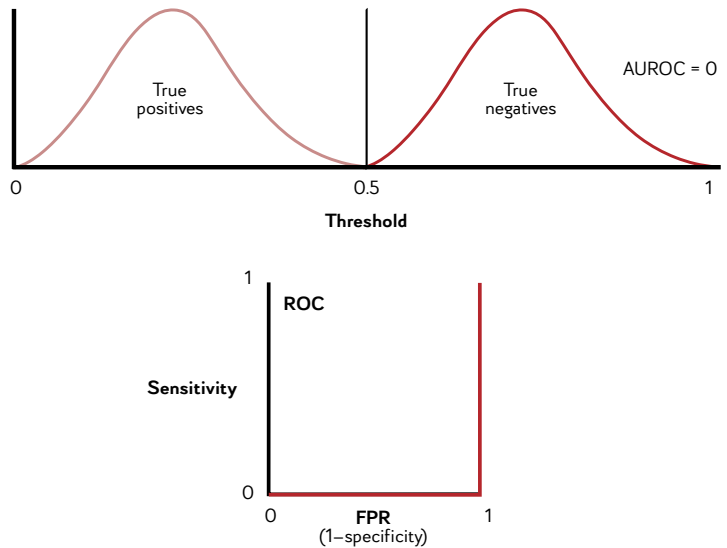 True
positives
True
negatives
AUROC = 0
0
0.5
1
Threshold
1
ROC
Sensitivity
0
0
FPR
1
(1–specificity)